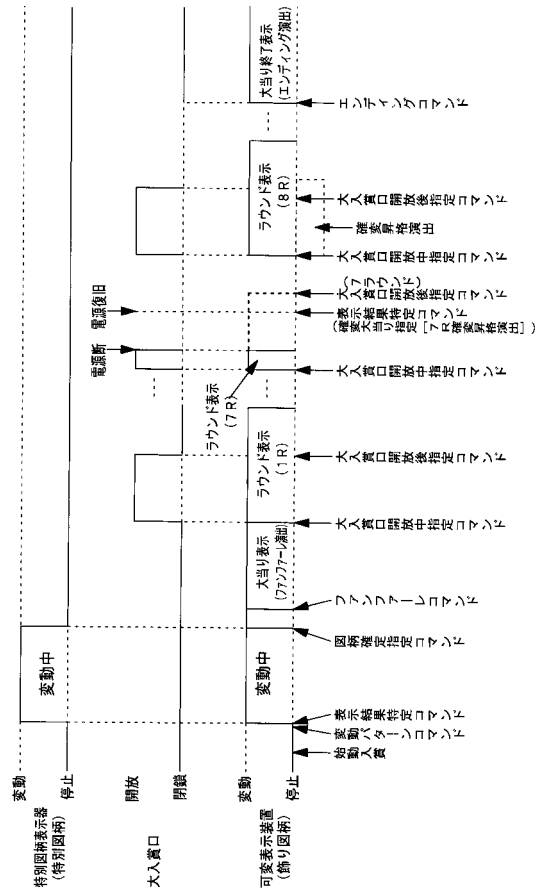 特別図柄表示器
(特別図柄)
変動
停止
変動中
大入賞口
開放
閉鎖
電源断
電源復旧
可変表示装置
(飾り図柄)
変動
停止
変動中
大当り表示
(ファンファーレ演出)
ラウンド表示
(1R)
ラウンド表示
(7R)
ラウンド表示
(8R)
大当り終了表示
(エンディング演出)
始動入賞
変動パターンコマンド
表示結果特定コマンド
図柄確定指定コマンド
ファンファーレコマンド
大入賞口開放中指定コマンド
大入賞口開放後指定コマンド
大入賞口開放中指定コマンド
表示結果特定コマンド
(確変大当り指定[7R確変昇格演出])
大入賞口開放後指定コマンド
(7ラウンド)
大入賞口開放中指定コマンド
確変昇格演出
大入賞口開放後指定コマンド
エンディングコマンド